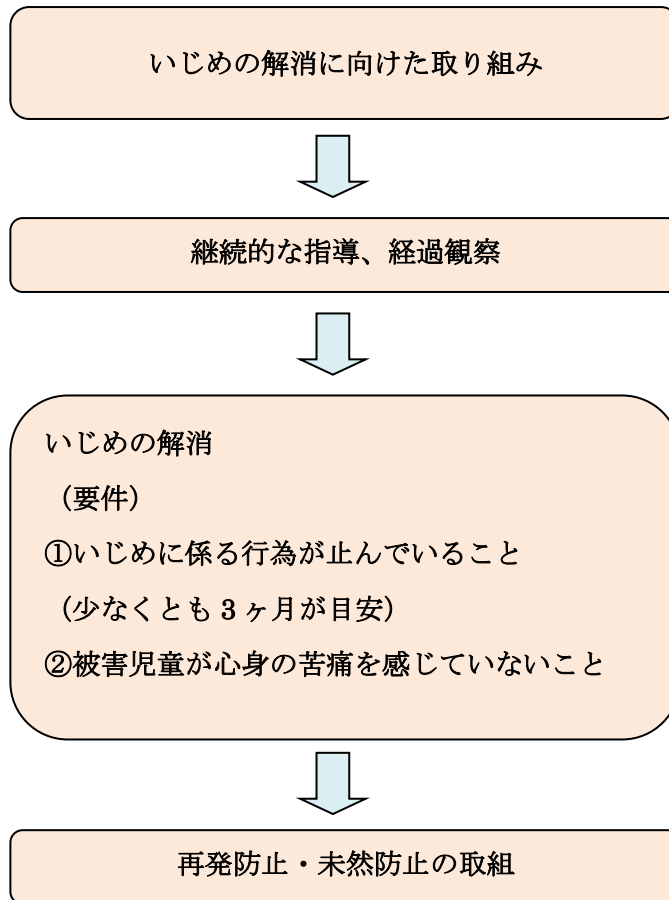 いじめの解消に向けた取り組み
継続的な指導、経過観察
いじめの解消
（要件）
①いじめに係る行為が止んでいること
（少なくとも３ヶ月が目安）
②被害児童が心身の苦痛を感じていないこと
再発防止・未然防止の取組